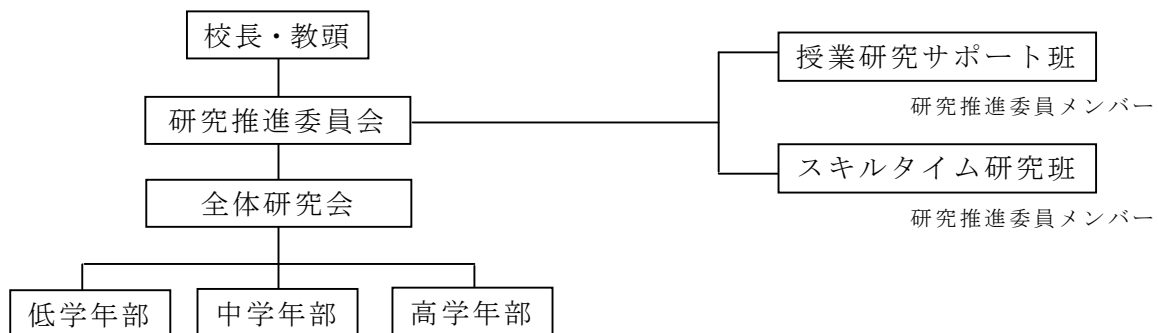 校長・教頭
授業研究サポート班
研究推進委員メンバー
研究推進委員会
スキルタイム研究班
研究推進委員メンバー
全体研究会
低学年部
中学年部
高学年部